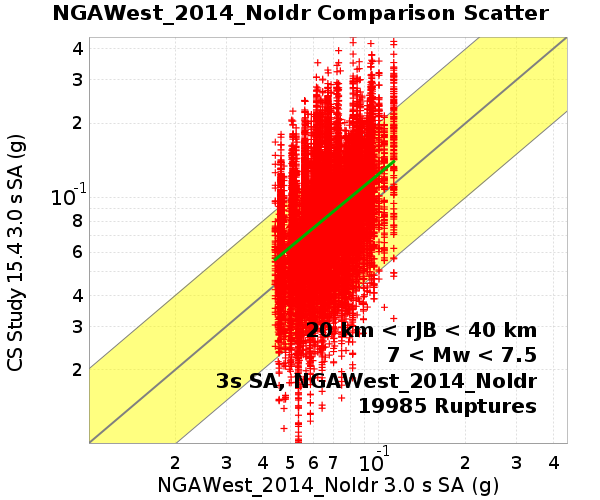 NGAWest_2014_NoIdr Comparison Scatter
CS Study 15.4 3.0 s SA (g)
4
3
2
10-1
8
6
4
3
2
20 km < rJB < 40 km
7 < Mw < 7.5
3s SA, NGAWest_2014_NoIdr
19985 Ruptures
2 3 4 5 6 7 10-1 2 3 4
NGAWest_2014_NoIdr 3.0 s SA (g)